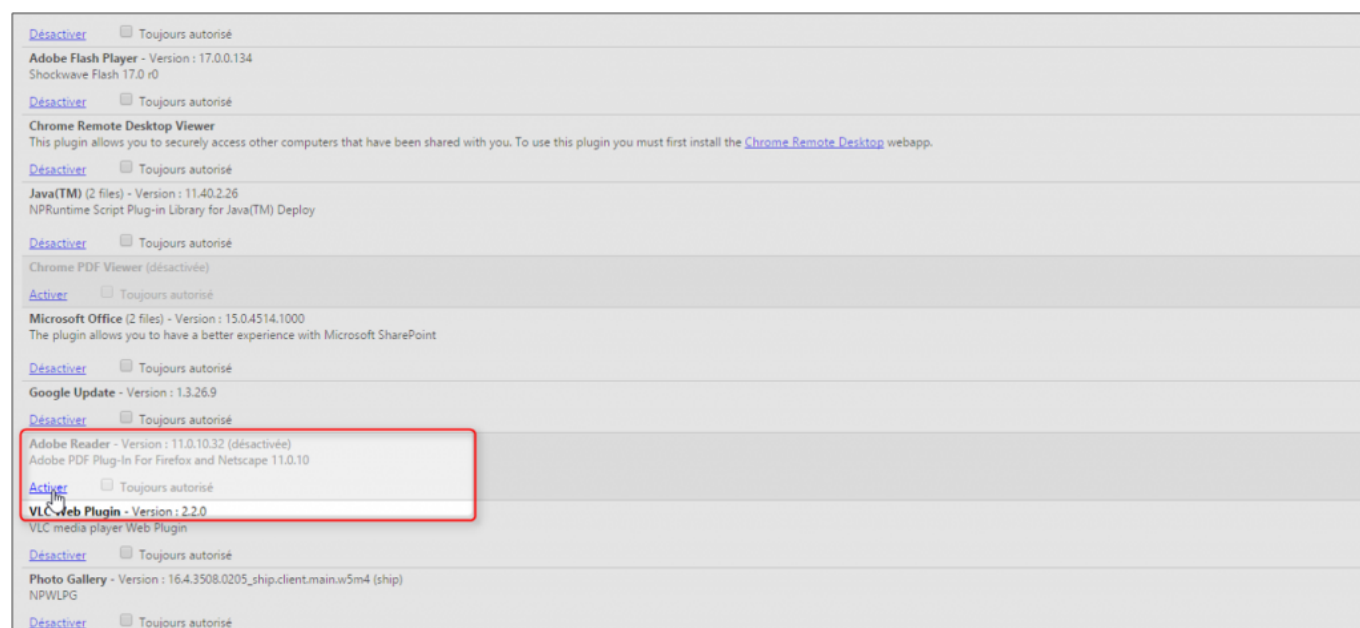 Désactiver Toujours autorisé
Adobe Flash Player - Version : 17.0.0.134
Shockwave Flash 17.0 r0
Désactiver Toujours autorisé
Chrome Remote Desktop Viewer
This plugin allows you to securely access other computers that have been shared with you. To use this plugin you must first install the Chrome Remote Desktop webapp.
Désactiver Toujours autorisé
Java(TM) (2 files) - Version : 11.40.2.26
NPRuntime Script Plug-in Library for Java(TM) Deploy
Désactiver Toujours autorisé
Chrome PDF Viewer (désactivée)
Activer Toujours autorisé
Microsoft Office (2 files) - Version : 15.0.4514.1000
The plugin allows you to have a better experience with Microsoft SharePoint
Désactiver Toujours autorisé
Google Update - Version : 1.3.26.9
Désactiver Toujours autorisé
Adobe Reader - Version : 11.0.10.32 (désactivée)
Adobe PDF Plug-In For Firefox and Netscape 11.0.10
Activer Toujours autorisé
VLC Web Plugin - Version : 2.2.0
VLC media player Web Plugin
Désactiver Toujours autorisé
Photo Gallery - Version : 16.4.3508.0205_ship.client.main.w5m4 (ship)
NPWLPG
Désactiver Toujours autorisé